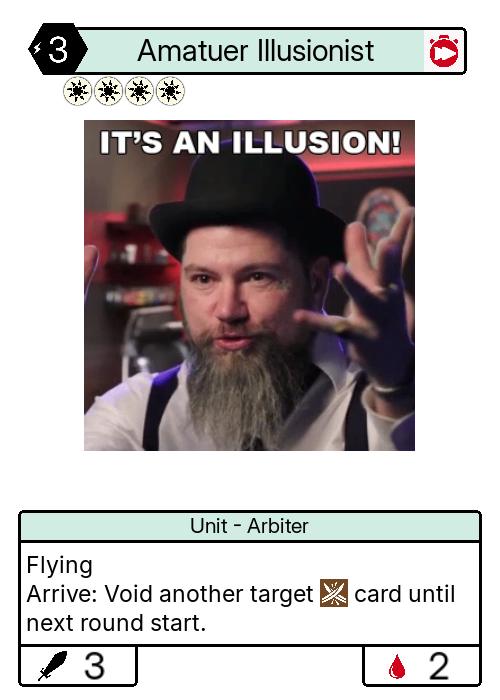 3 Amatuer Illusionist
IT'S AN ILLUSION!
Unit - Arbiter
Flying
Arrive: Void another target card until
next round start.
3 2